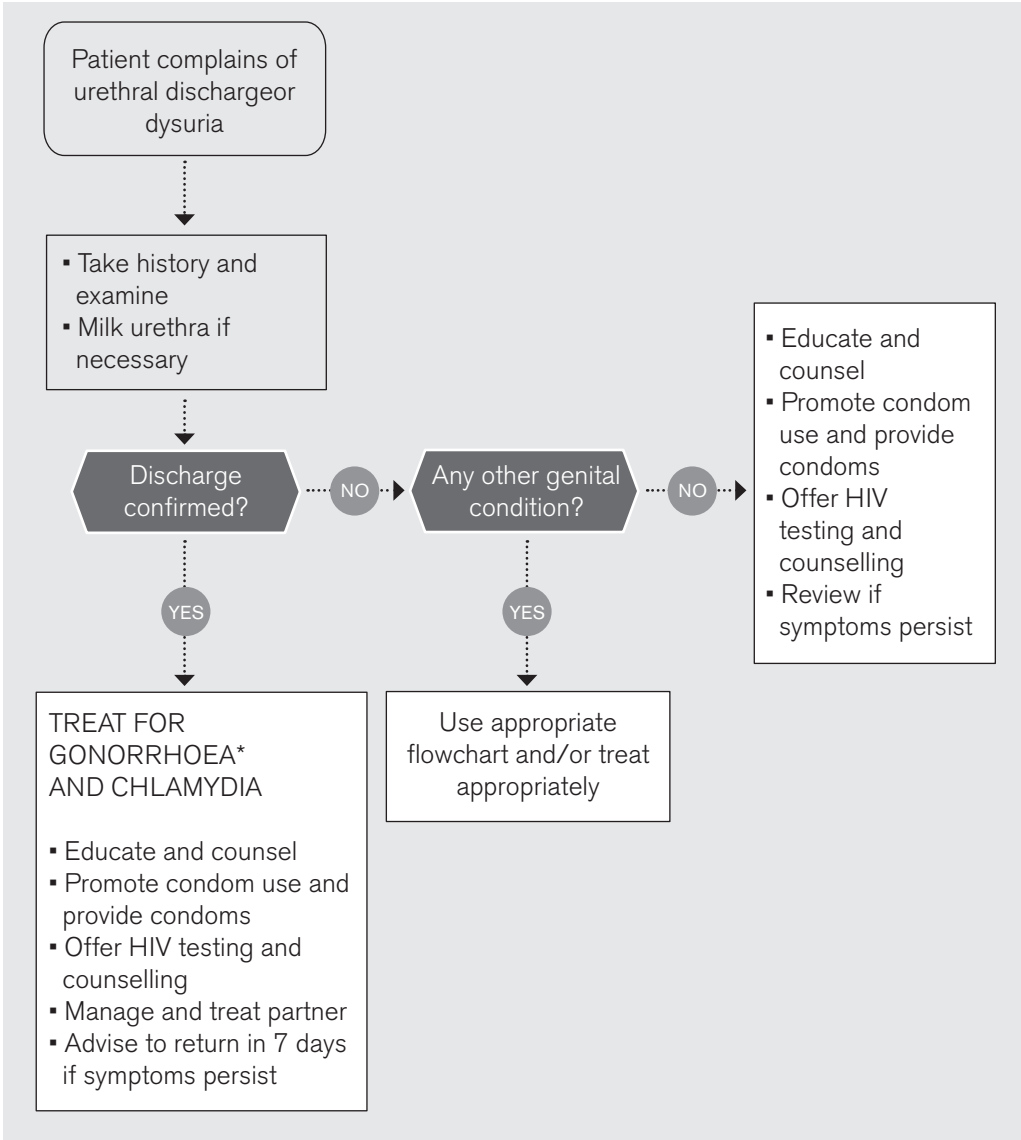 Patient complains of
urethral dischargeor
dysuria
▪ Take history and
examine
▪ Milk urethra if
necessary
Discharge
confirmed?
NO
Any other genital
condition?
NO
▪ Educate and
counsel
▪ Promote condom
use and provide
condoms
▪ Offer HIV
testing and
counselling
▪ Review if
symptoms persist
YES
YES
TREAT FOR
GONORRHOEA*
AND CHLAMYDIA
▪ Educate and counsel
▪ Promote condom use and
provide condoms
▪ Offer HIV testing and
counselling
▪ Manage and treat partner
▪ Advise to return in 7 days
if symptoms persist
Use appropriate
flowchart and/or treat
appropriately